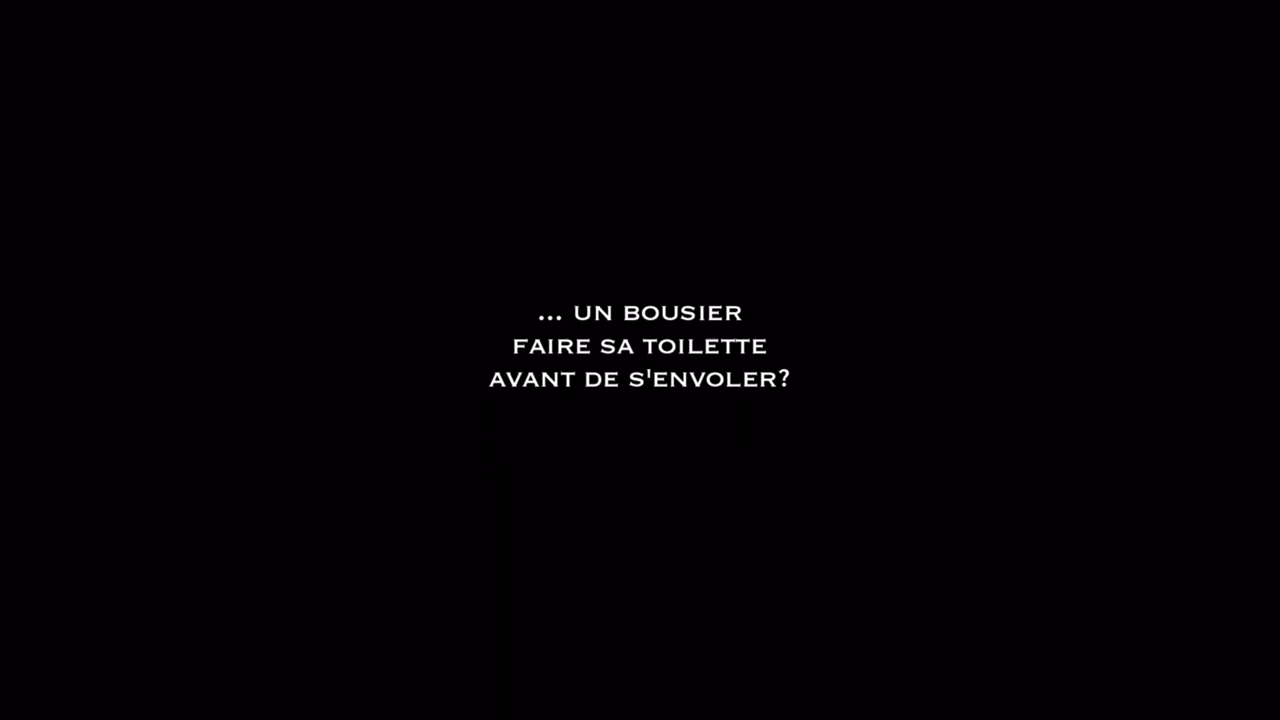 ... UN BOUSIER
FAIRE SA TOILETTE
AVANT DE S'ENVOLER?